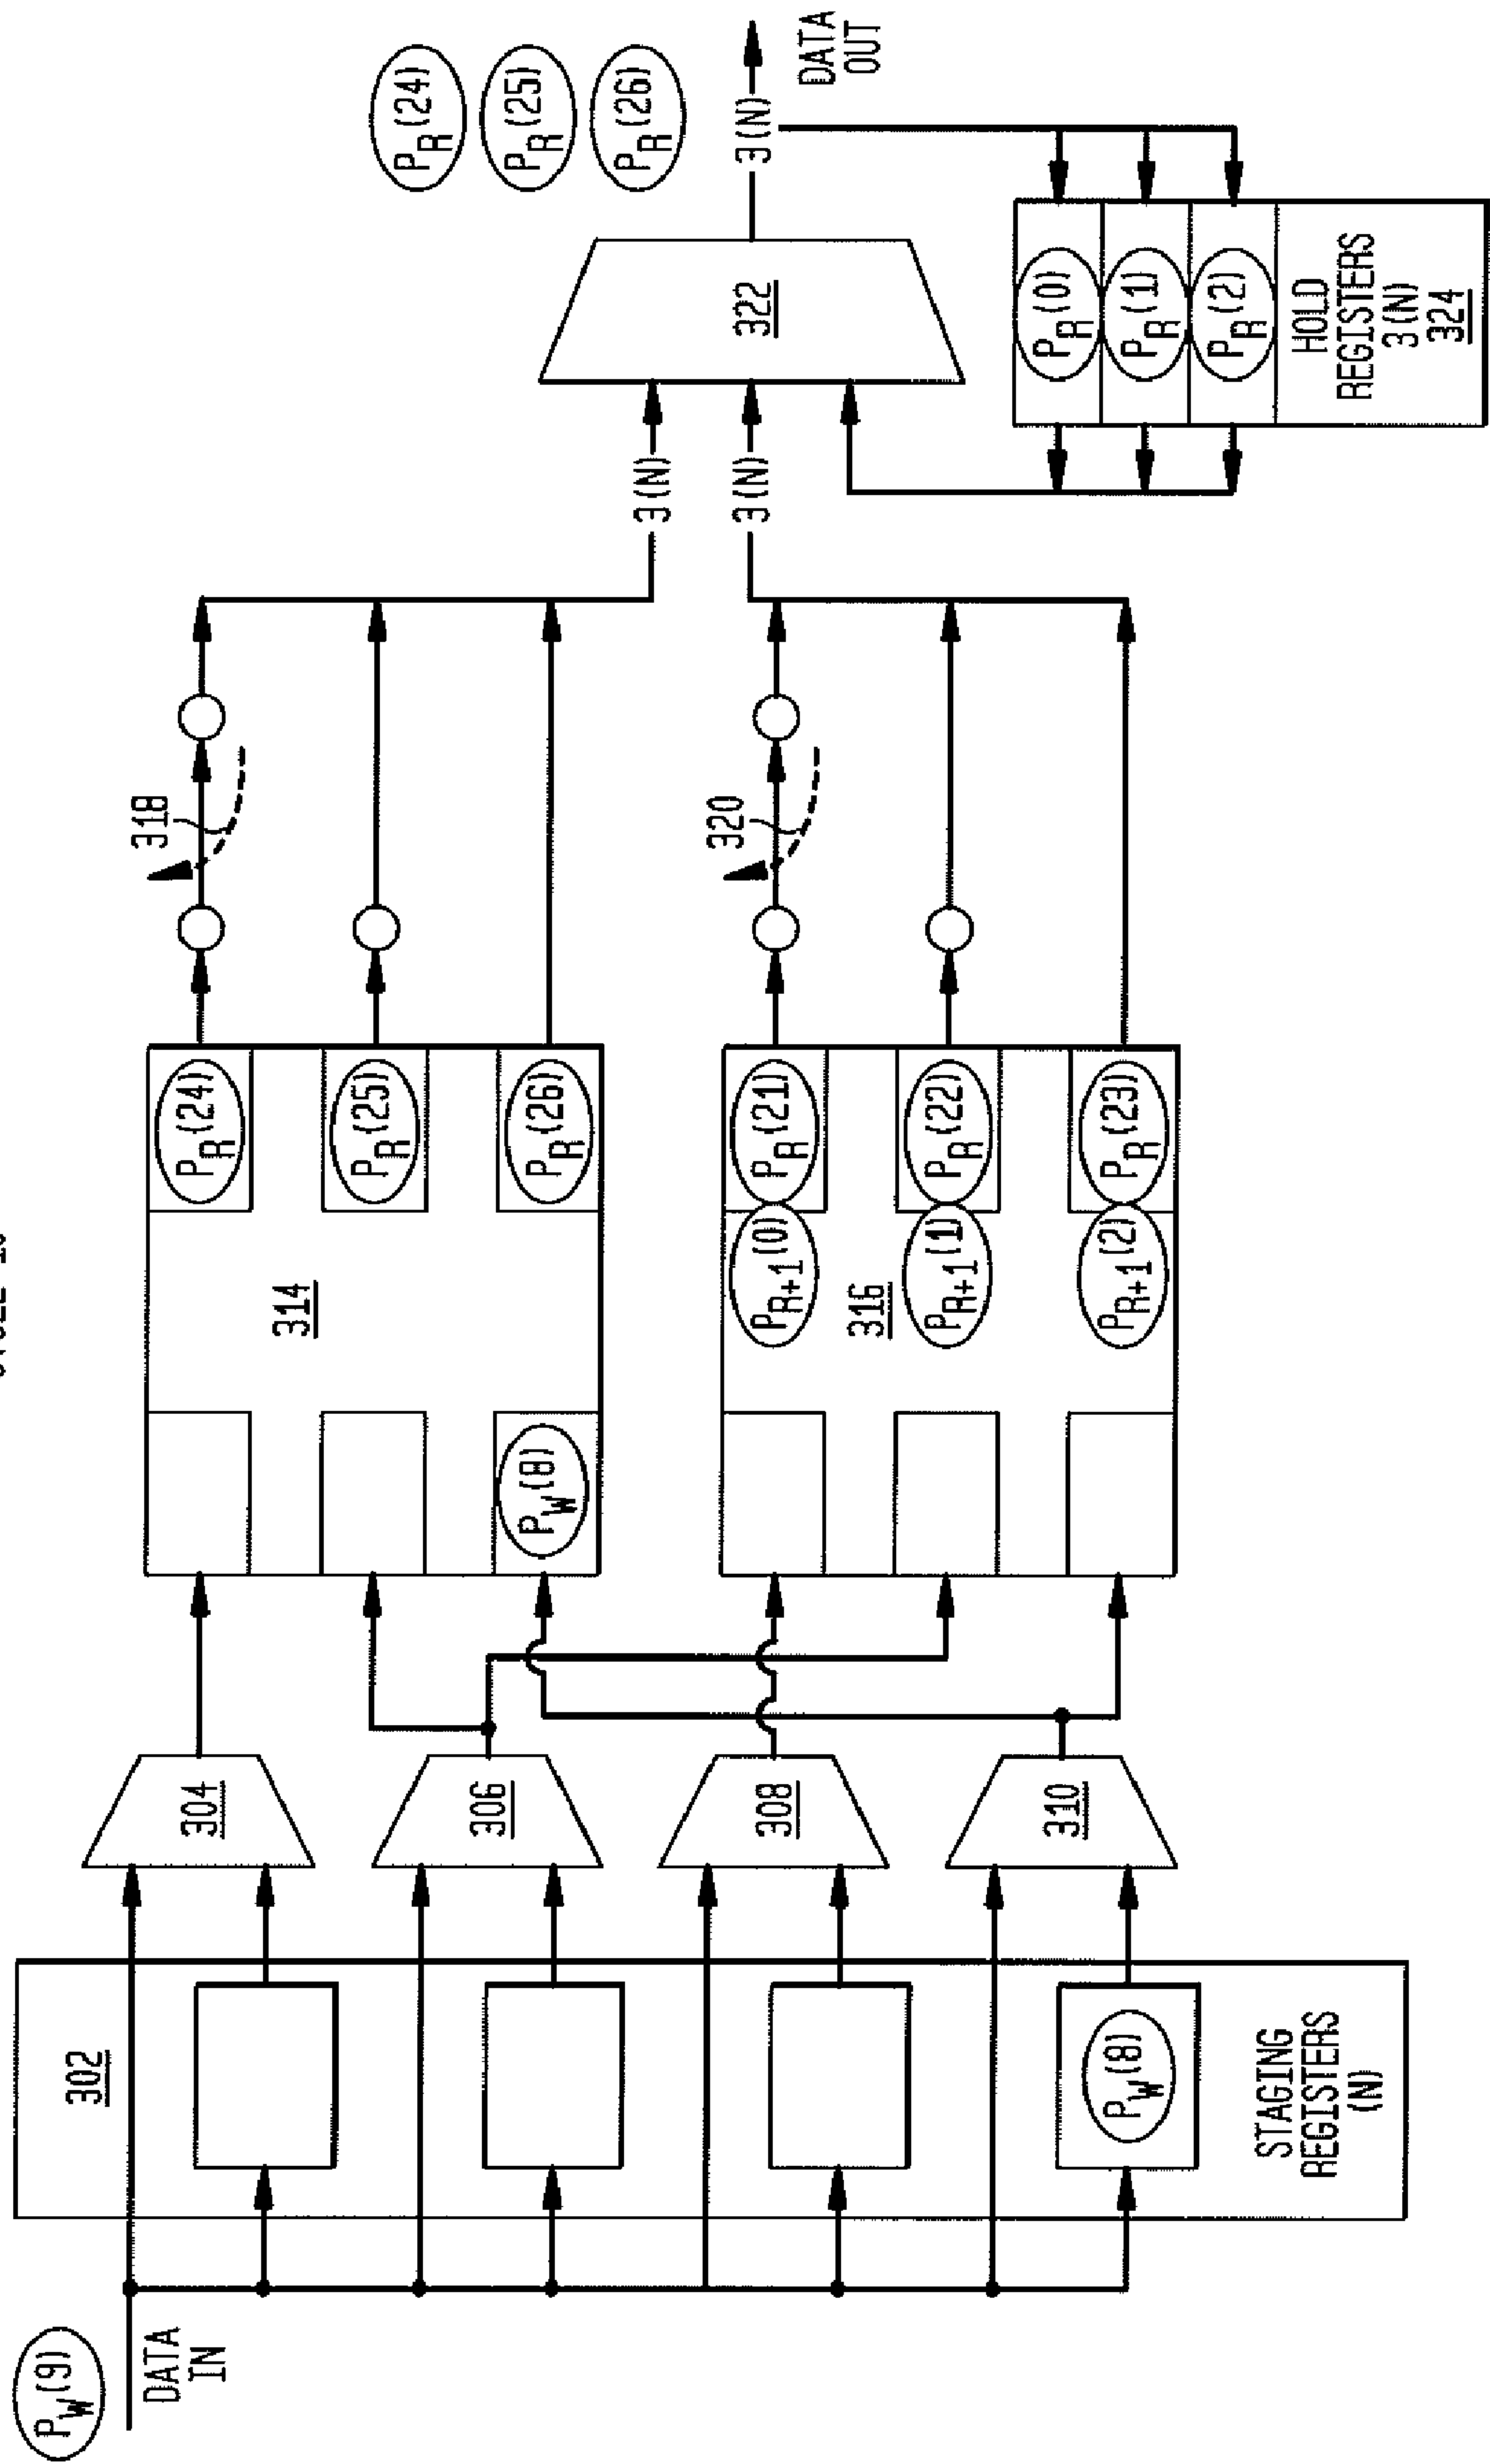 CYCLE 10
P_W(9)
DATA
IN
302
P_W(8)
STAGING
REGISTERS
(N)
304
306
308
310
314
P_W(8)
P_R(24)
P_R(25)
P_R(26)
316
P_R+1(0)
P_R+1(1)
P_R+1(2)
P_R(21)
P_R(22)
P_R(23)
318
320
3(N)
3(N)
322
P_R(24)
P_R(25)
P_R(26)
3(N)
DATA
OUT
P_R(0)
P_R(1)
P_R(2)
HOLD
REGISTERS
3(N)
324